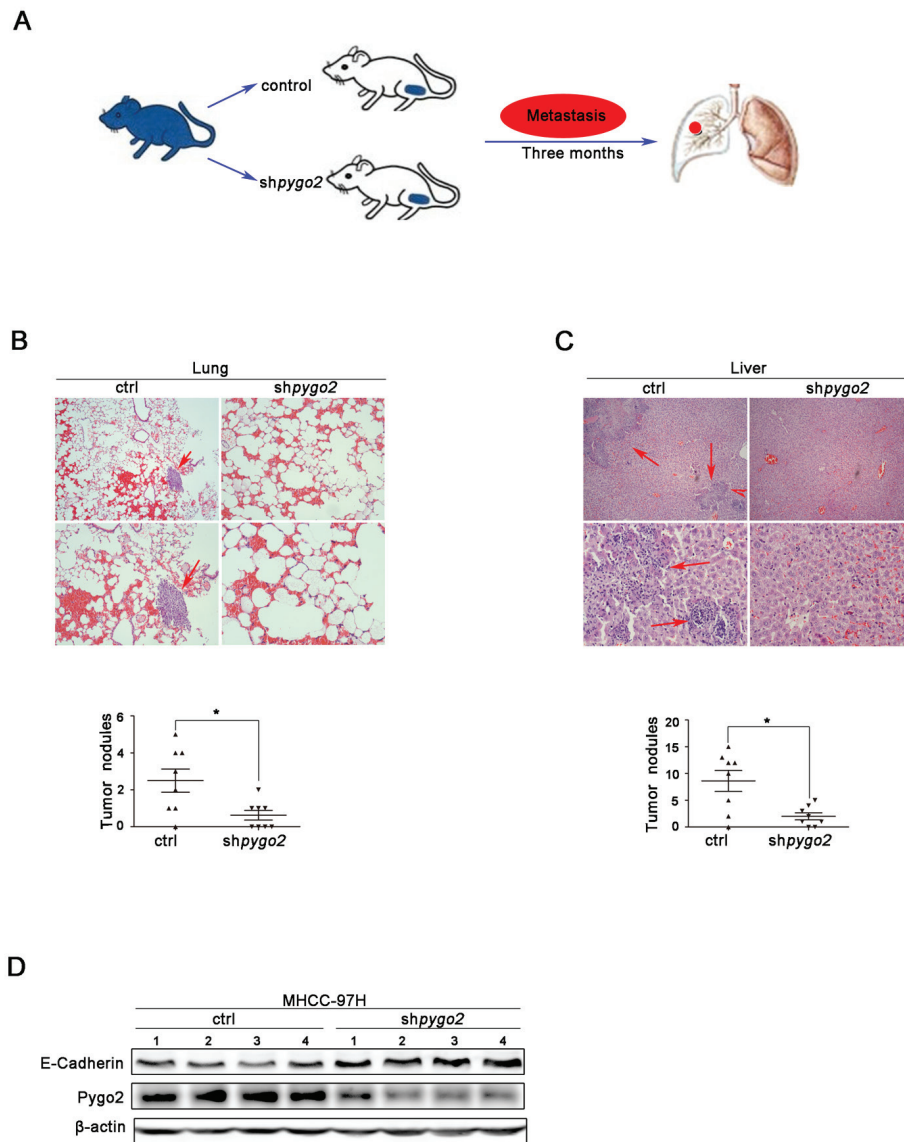 A
control
shpygo2
Metastasis
Three months
B
Lung
ctrl shpygo2
Tumor nodules
6
4
2
0
ctrl shpygo2
*
C
Liver
ctrl shpygo2
Tumor nodules
20
15
10
5
0
ctrl shpygo2
*
D
MHCC-97H
ctrl shpygo2
1 2 3 4 1 2 3 4
E-Cadherin
Pygo2
β-actin